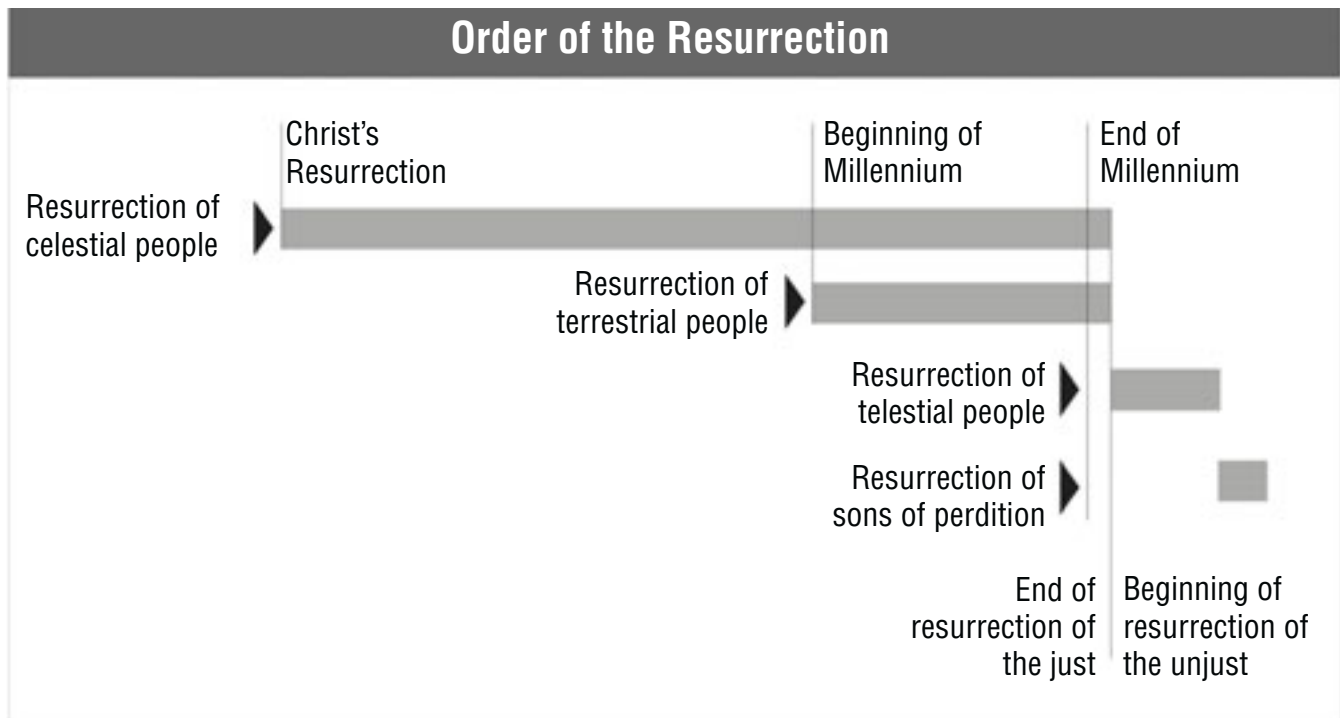 Order of the Resurrection
Christ’s
Resurrection
Beginning of
Millennium
End of
Millennium
Resurrection of
celestial people
Resurrection of
terrestrial people
Resurrection of
telestial people
Resurrection of
sons of perdition
End of
resurrection of
the just
Beginning of
resurrection of
the unjust